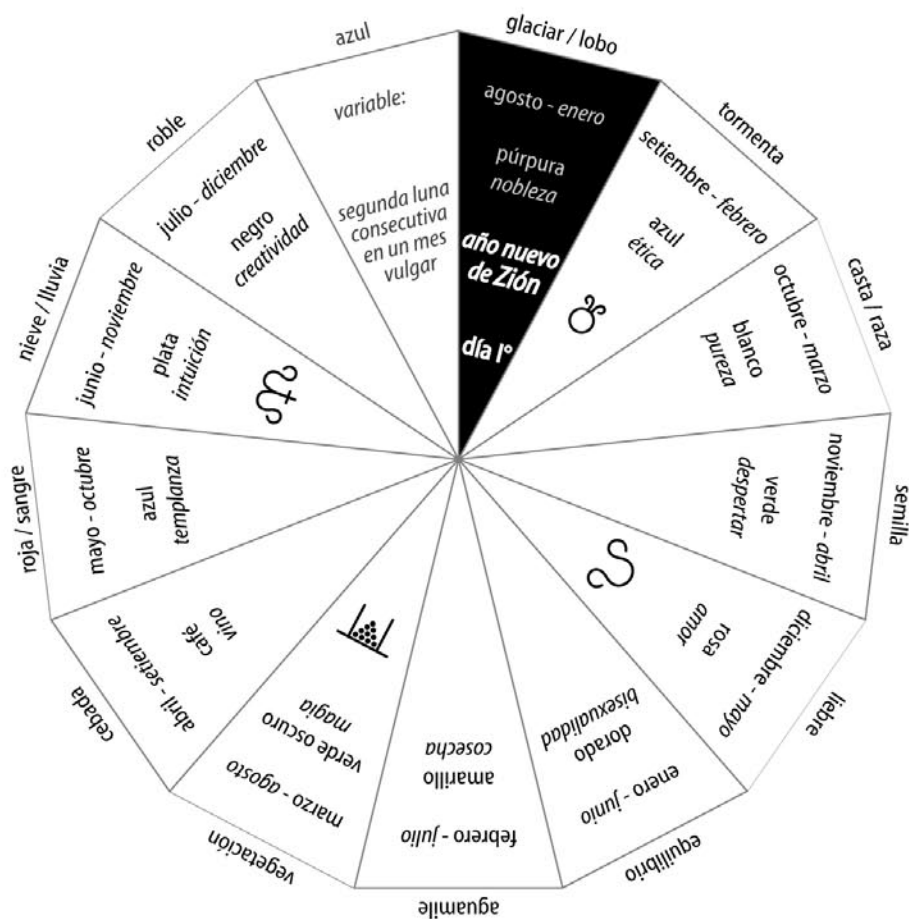 glaciar / lobo
agosto - enero
púrpura
nobleza
año nuevo
de Zión
día I°
tormenta
setiembre - febrero
azul
ética
casta / raza
octubre - marzo
blanco
pureza
semilla
noviembre - abril
verde
despertar
liebre
diciembre - mayo
rosa
amor
equilibrio
enero - junio
dorado
bisexualidad
aguamile
febrero - julio
amarillo
cosecha
vegetación
marzo - agosto
verde oscuro
magia
cebada
abril - setiembre
café
vino
roja / sangre
mayo - octubre
azul
templanza
nieve / lluvia
junio - noviembre
plata
intuición
roble
julio - diciembre
negro
creatividad
azul
variable:
segunda luna
consecutiva
en un mes
vulgar